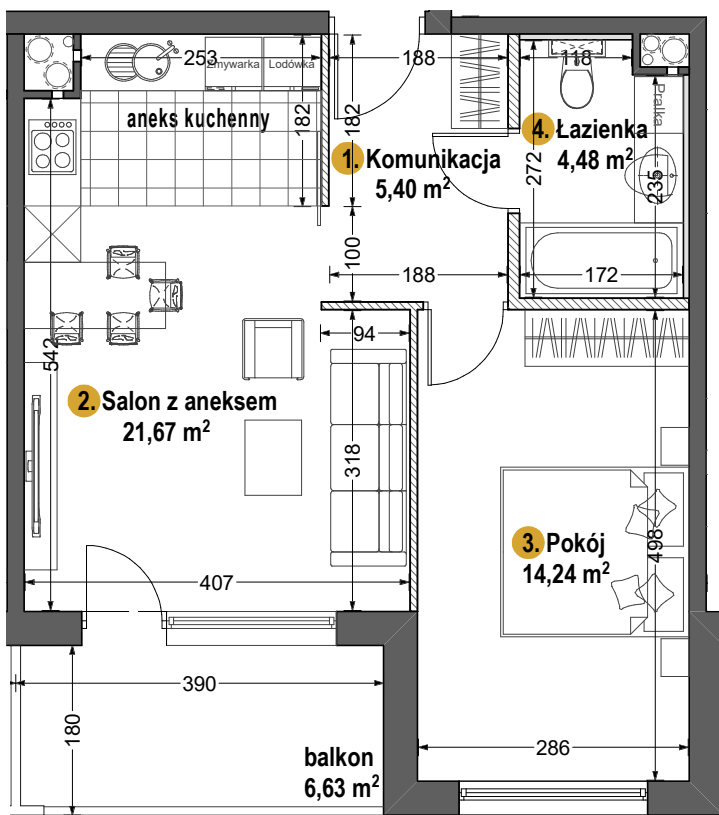 253
188
118
Zmywarka
Lodówka
Pralka
aneks kuchenny
182
182
1. Komunikacja
5,40 m²
4. Łazienka
4,48 m²
272
235
100
188
172
94
542
2. Salon z aneksem
21,67 m²
318
498
3. Pokój
14,24 m²
407
390
180
286
balkon
6,63 m²